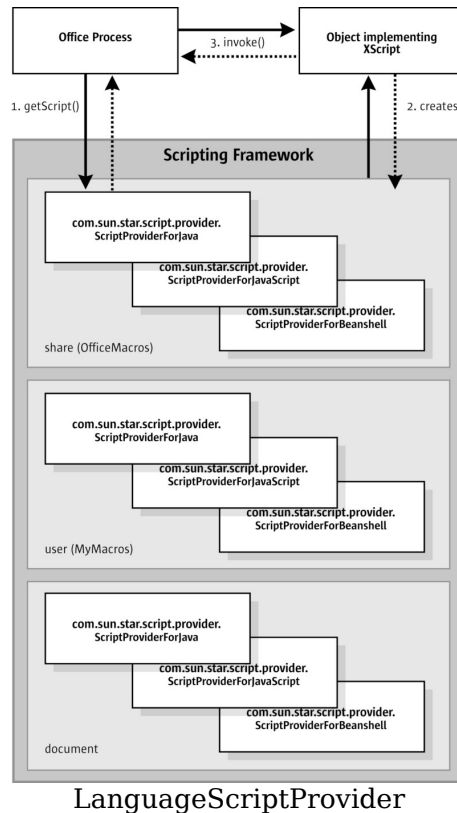 Office Process
3. invoke()
Object implementing
XScript
1. getScript()
2. creates
Scripting Framework
com.sun.star.script.provider.
ScriptProviderForJava
com.sun.star.script.provider.
ScriptProviderForJavaScript
com.sun.star.script.provider.
ScriptProviderForBeanshell
share (OfficeMacros)
com.sun.star.script.provider.
ScriptProviderForJava
com.sun.star.script.provider.
ScriptProviderForJavaScript
com.sun.star.script.provider.
ScriptProviderForBeanshell
user (MyMacros)
com.sun.star.script.provider.
ScriptProviderForJava
com.sun.star.script.provider.
ScriptProviderForJavaScript
com.sun.star.script.provider.
ScriptProviderForBeanshell
document
LanguageScriptProvider